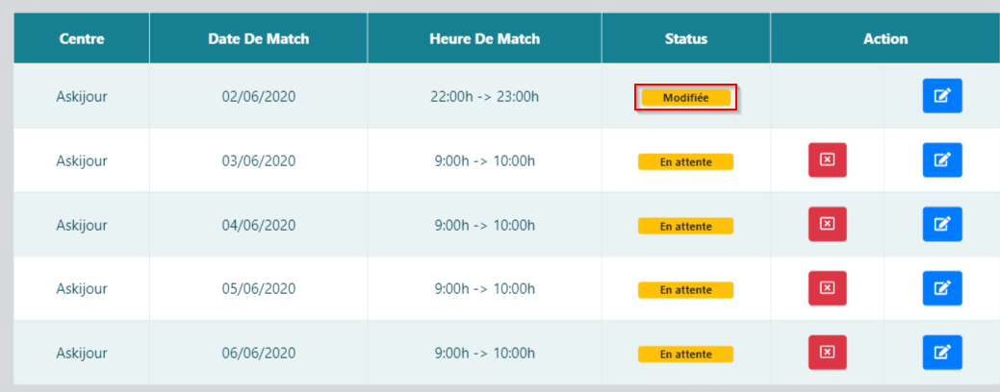 Centre Date De Match Heure De Match Status Action
Askijour 02/06/2020 22:00h -> 23:00h Modifiée
Askijour 03/06/2020 9:00h -> 10:00h En attente
Askijour 04/06/2020 9:00h -> 10:00h En attente
Askijour 05/06/2020 9:00h -> 10:00h En attente
Askijour 06/06/2020 9:00h -> 10:00h En attente